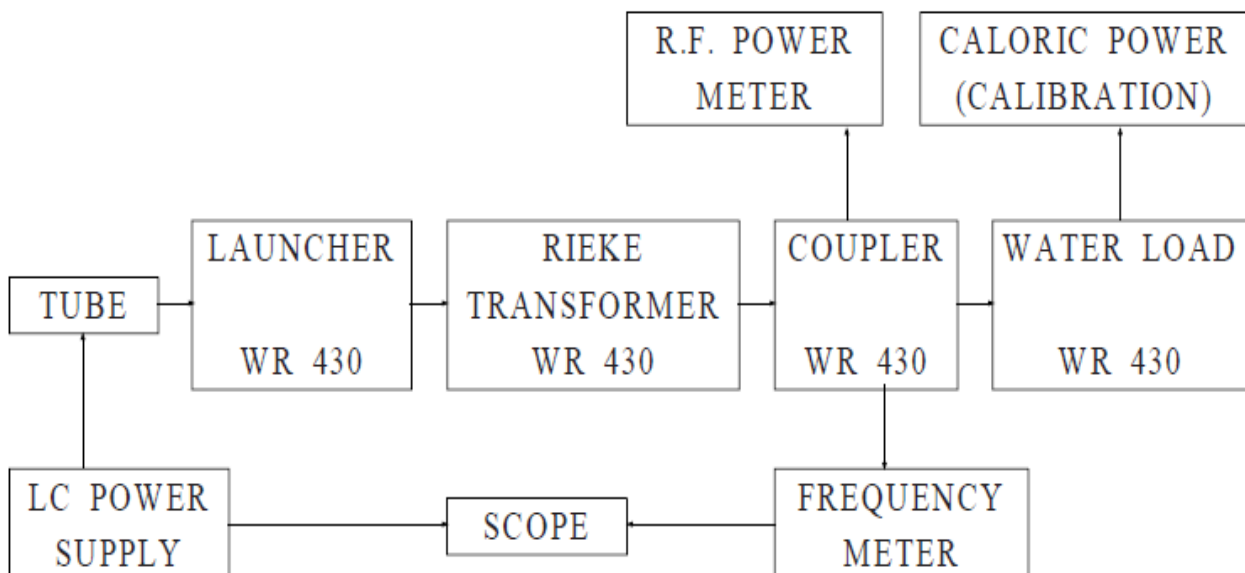 R.F. POWER
METER
CALORIC POWER
(CALIBRATION)
TUBE
LAUNCHER
WR 430
RIEKE
TRANSFORMER
WR 430
COUPLER
WR 430
WATER LOAD
WR 430
LC POWER
SUPPLY
SCOPE
FREQUENCY
METER